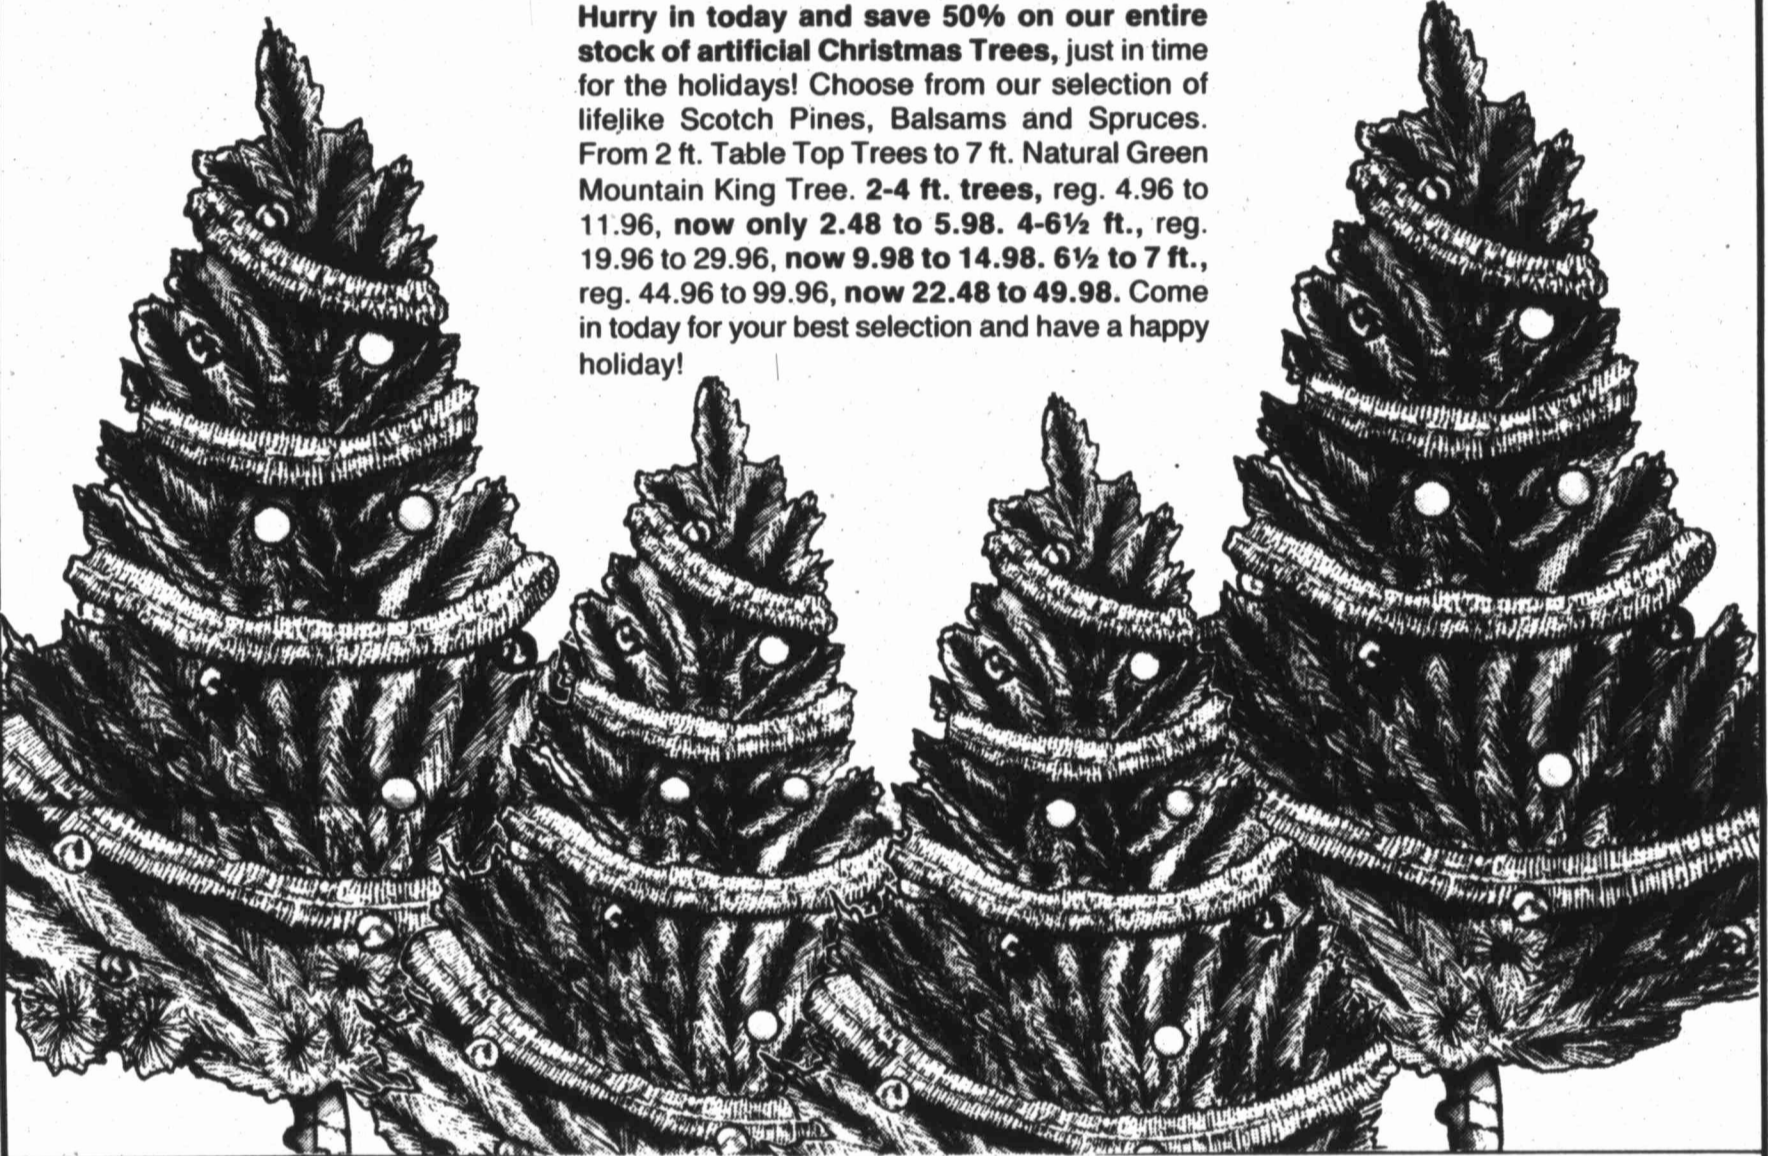 Hurry in today and save 50% on our entire
stock of artificial Christmas Trees, just in time
for the holidays! Choose from our selection of
lifelike Scotch Pines, Balsams and Spruces.
From 2 ft. Table Top Trees to 7 ft. Natural Green
Mountain King Tree. 2-4 ft. trees, reg. 4.96 to
11.96, now only 2.48 to 5.98. 4-6½ ft., reg.
19.96 to 29.96, now 9.98 to 14.98. 6½ to 7 ft.,
reg. 44.96 to 99.96, now 22.48 to 49.98. Come
in today for your best selection and have a happy
holiday!